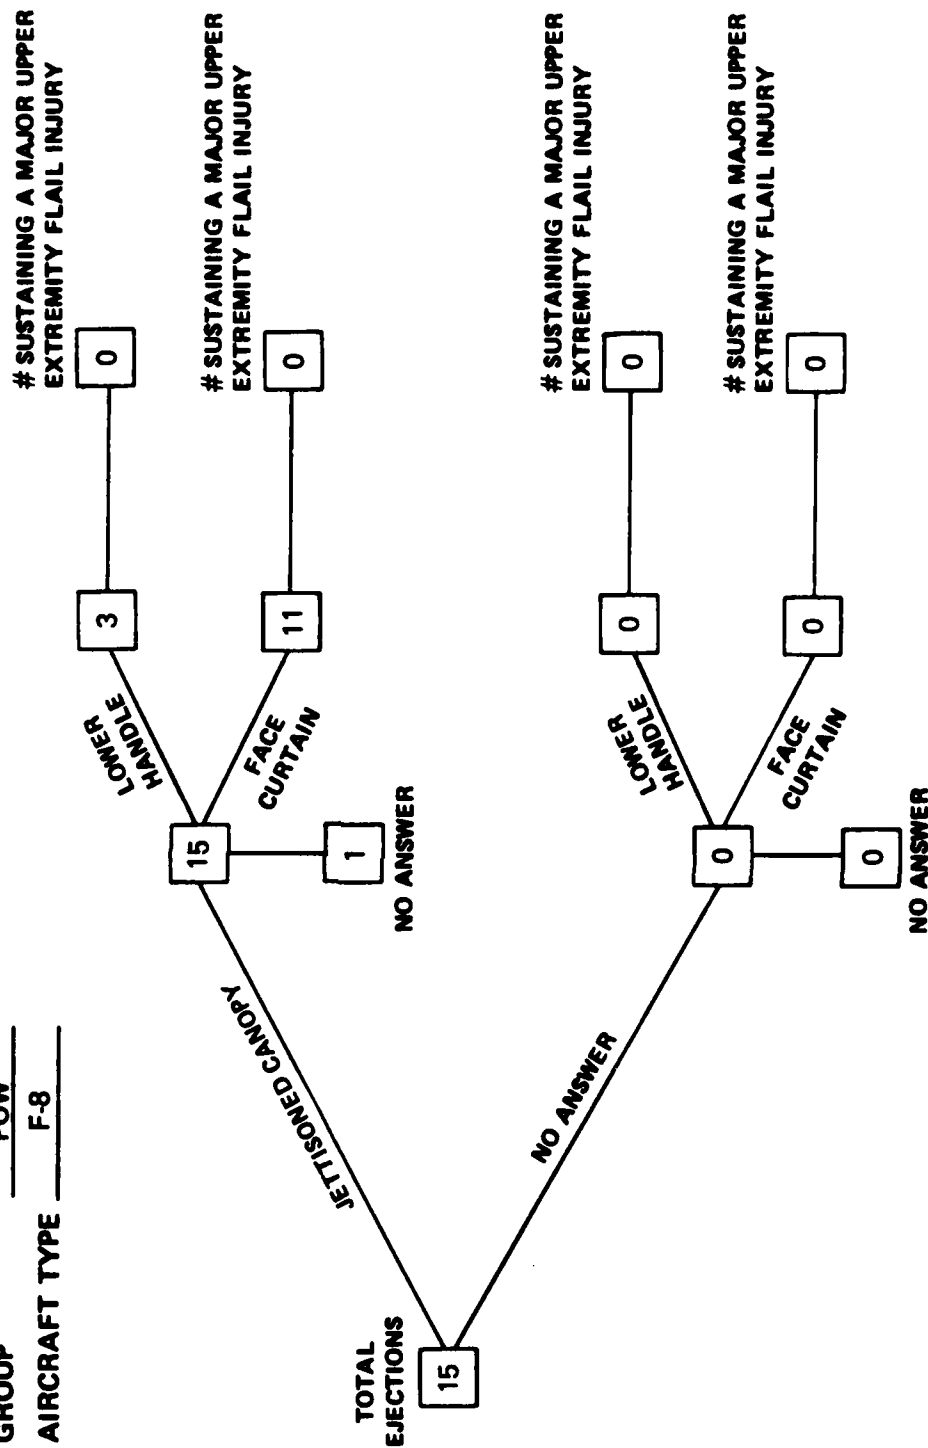 GROUP POW
AIRCRAFT TYPE F-8
TOTAL
EJECTIONS
15
JETTISONED CANOPY
15
LOWER
HANDLE
3
# SUSTAINING A MAJOR UPPER
EXTREMITY FLAIL INJURY
0
FACE
CURTAIN
11
# SUSTAINING A MAJOR UPPER
EXTREMITY FLAIL INJURY
0
1
NO ANSWER
NO ANSWER
0
LOWER
HANDLE
0
# SUSTAINING A MAJOR UPPER
EXTREMITY FLAIL INJURY
0
FACE
CURTAIN
0
# SUSTAINING A MAJOR UPPER
EXTREMITY FLAIL INJURY
0
0
NO ANSWER